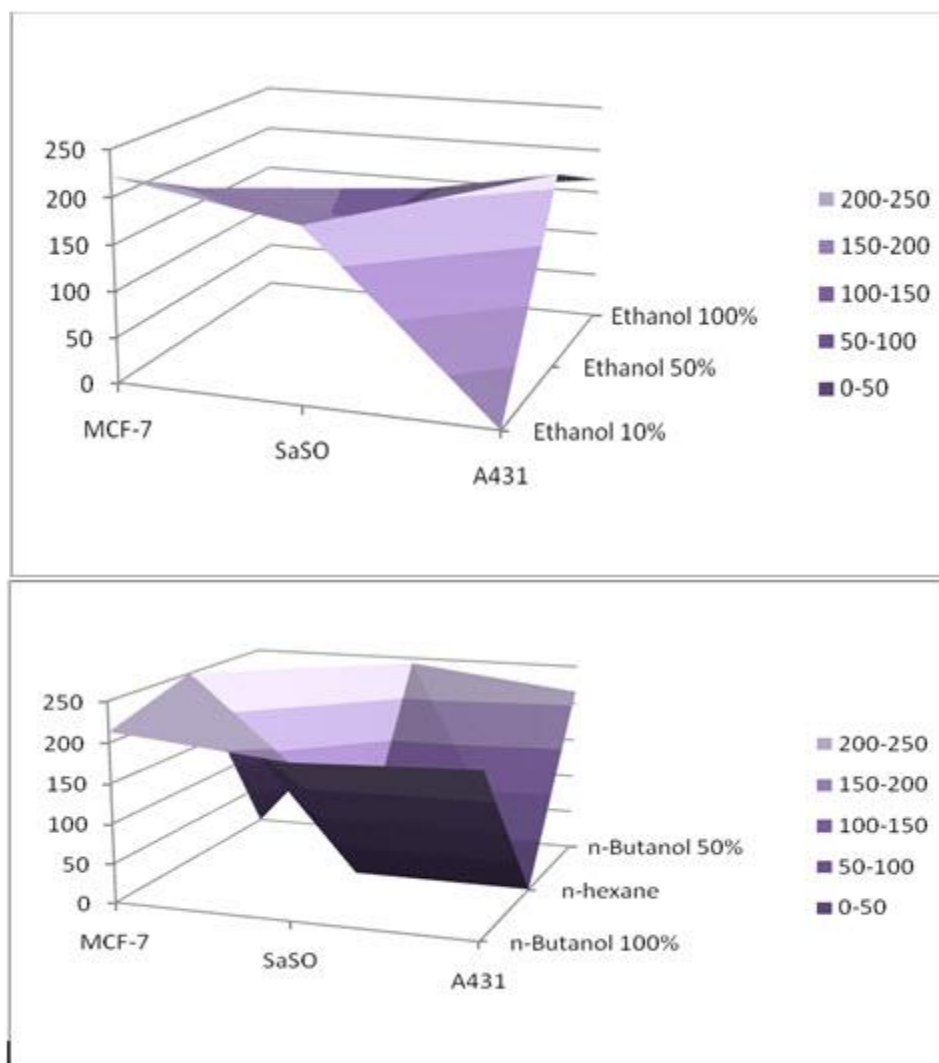 250
200
150
100
50
0
MCF-7
SaSO
A431
Ethanol 100%
Ethanol 50%
Ethanol 10%
200-250
150-200
100-150
50-100
0-50
250
200
150
100
50
0
MCF-7
SaSO
A431
n-Butanol 50%
n-hexane
n-Butanol 100%
200-250
150-200
100-150
50-100
0-50